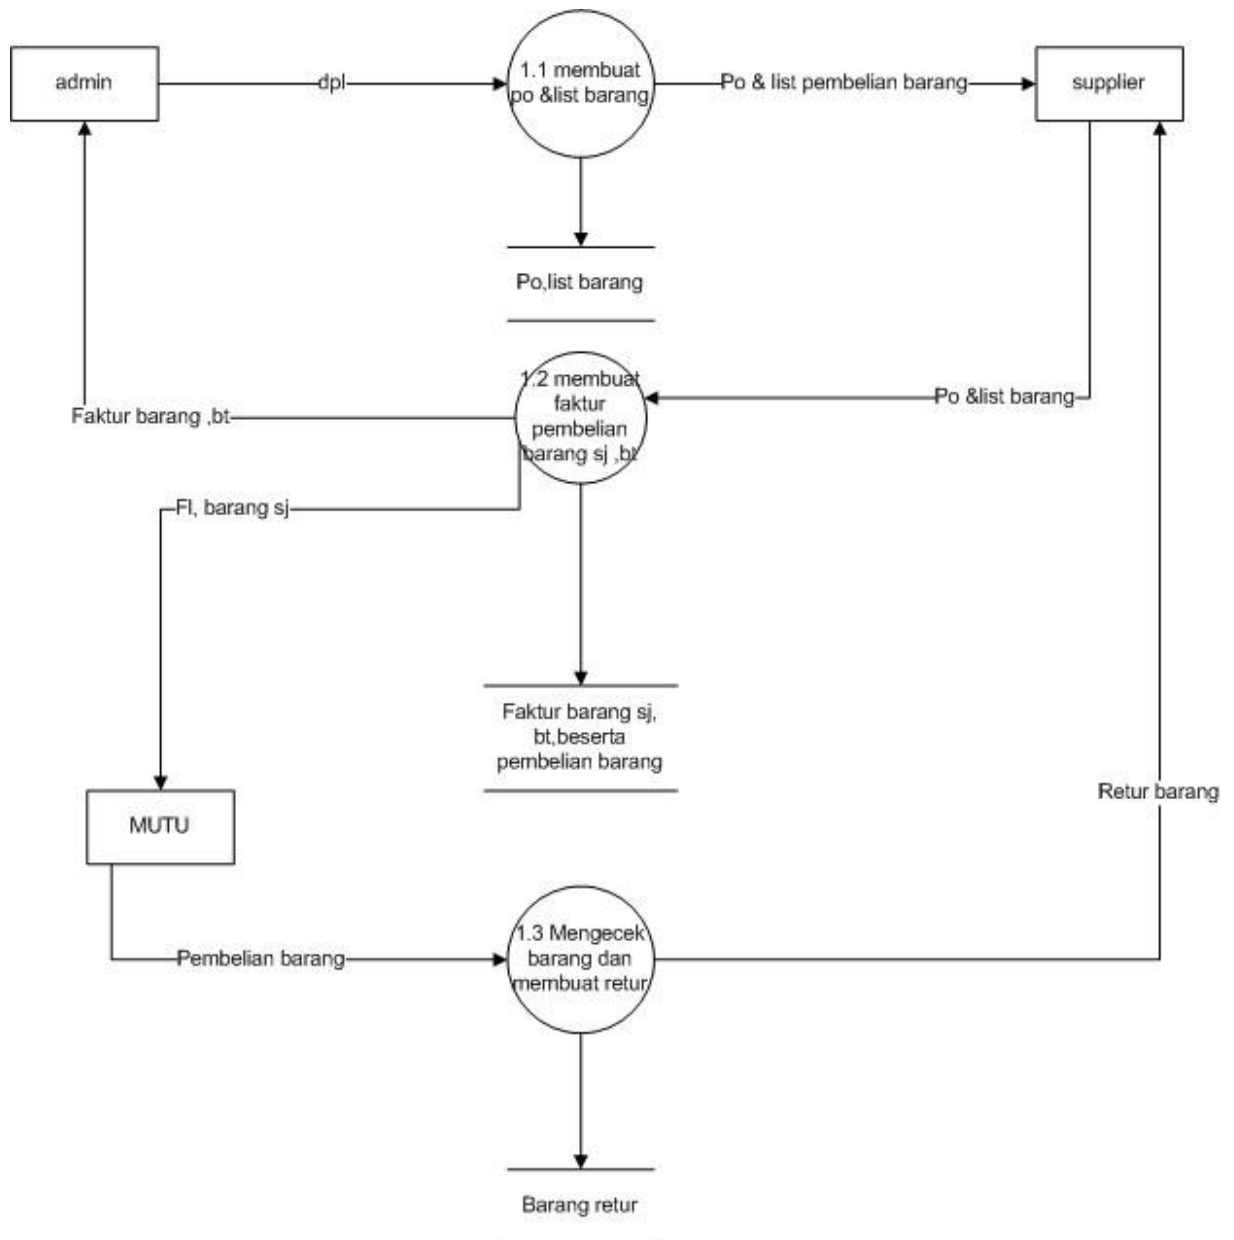 admin
dpl
1.1 membuat
po &list barang
Po & list pembelian barang
supplier
Po,list barang
1.2 membuat
faktur
pembelian
barang sj ,bt
Po &list barang
Faktur barang ,bt
Fl, barang sj
Faktur barang sj,
bt,beserta
pembelian barang
Retur barang
MUTU
1.3 Mengecek
barang dan
membuat retur
Pembelian barang
Barang retur